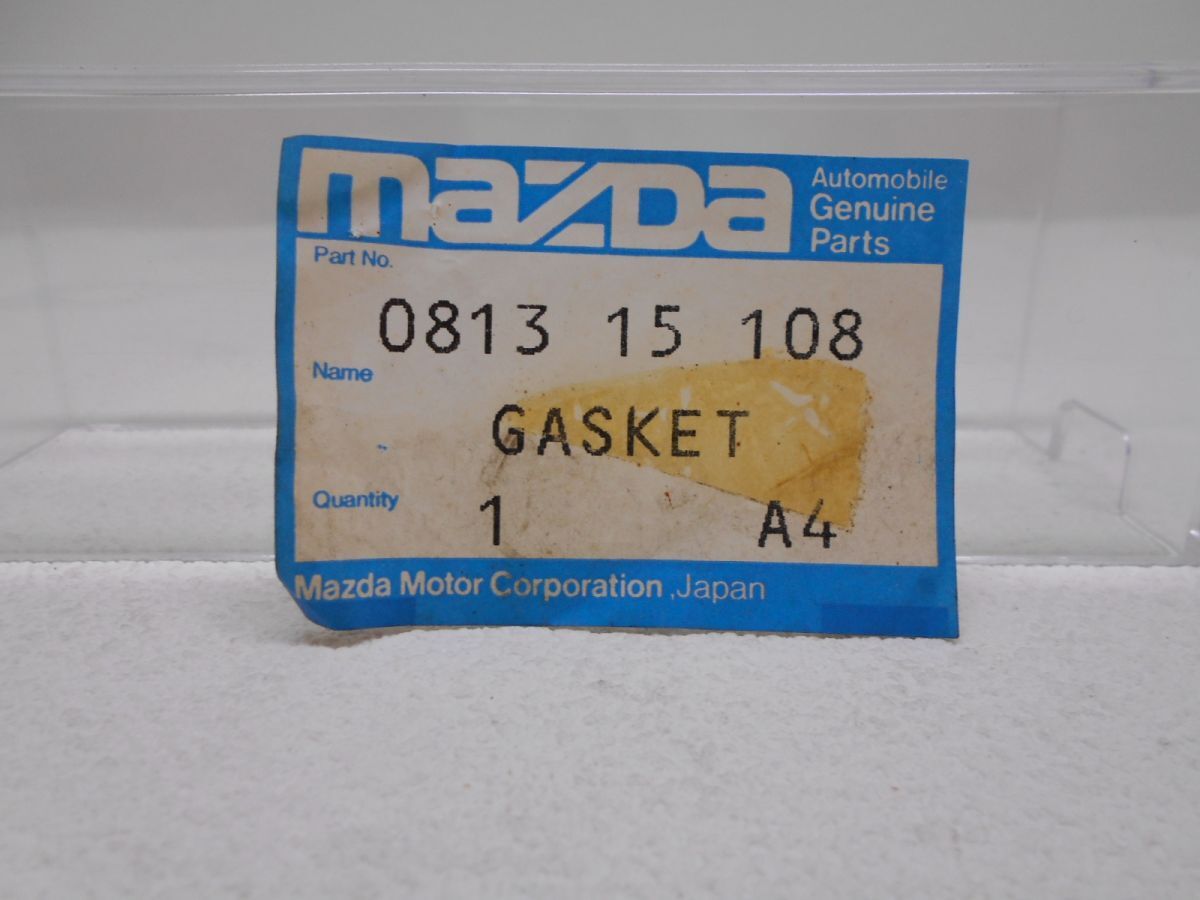 mazda
Automobile
Genuine
Parts
Part No.
0813 15 108
Name
GASKET
Quantity
1 A4
Mazda Motor Corporation ,Japan